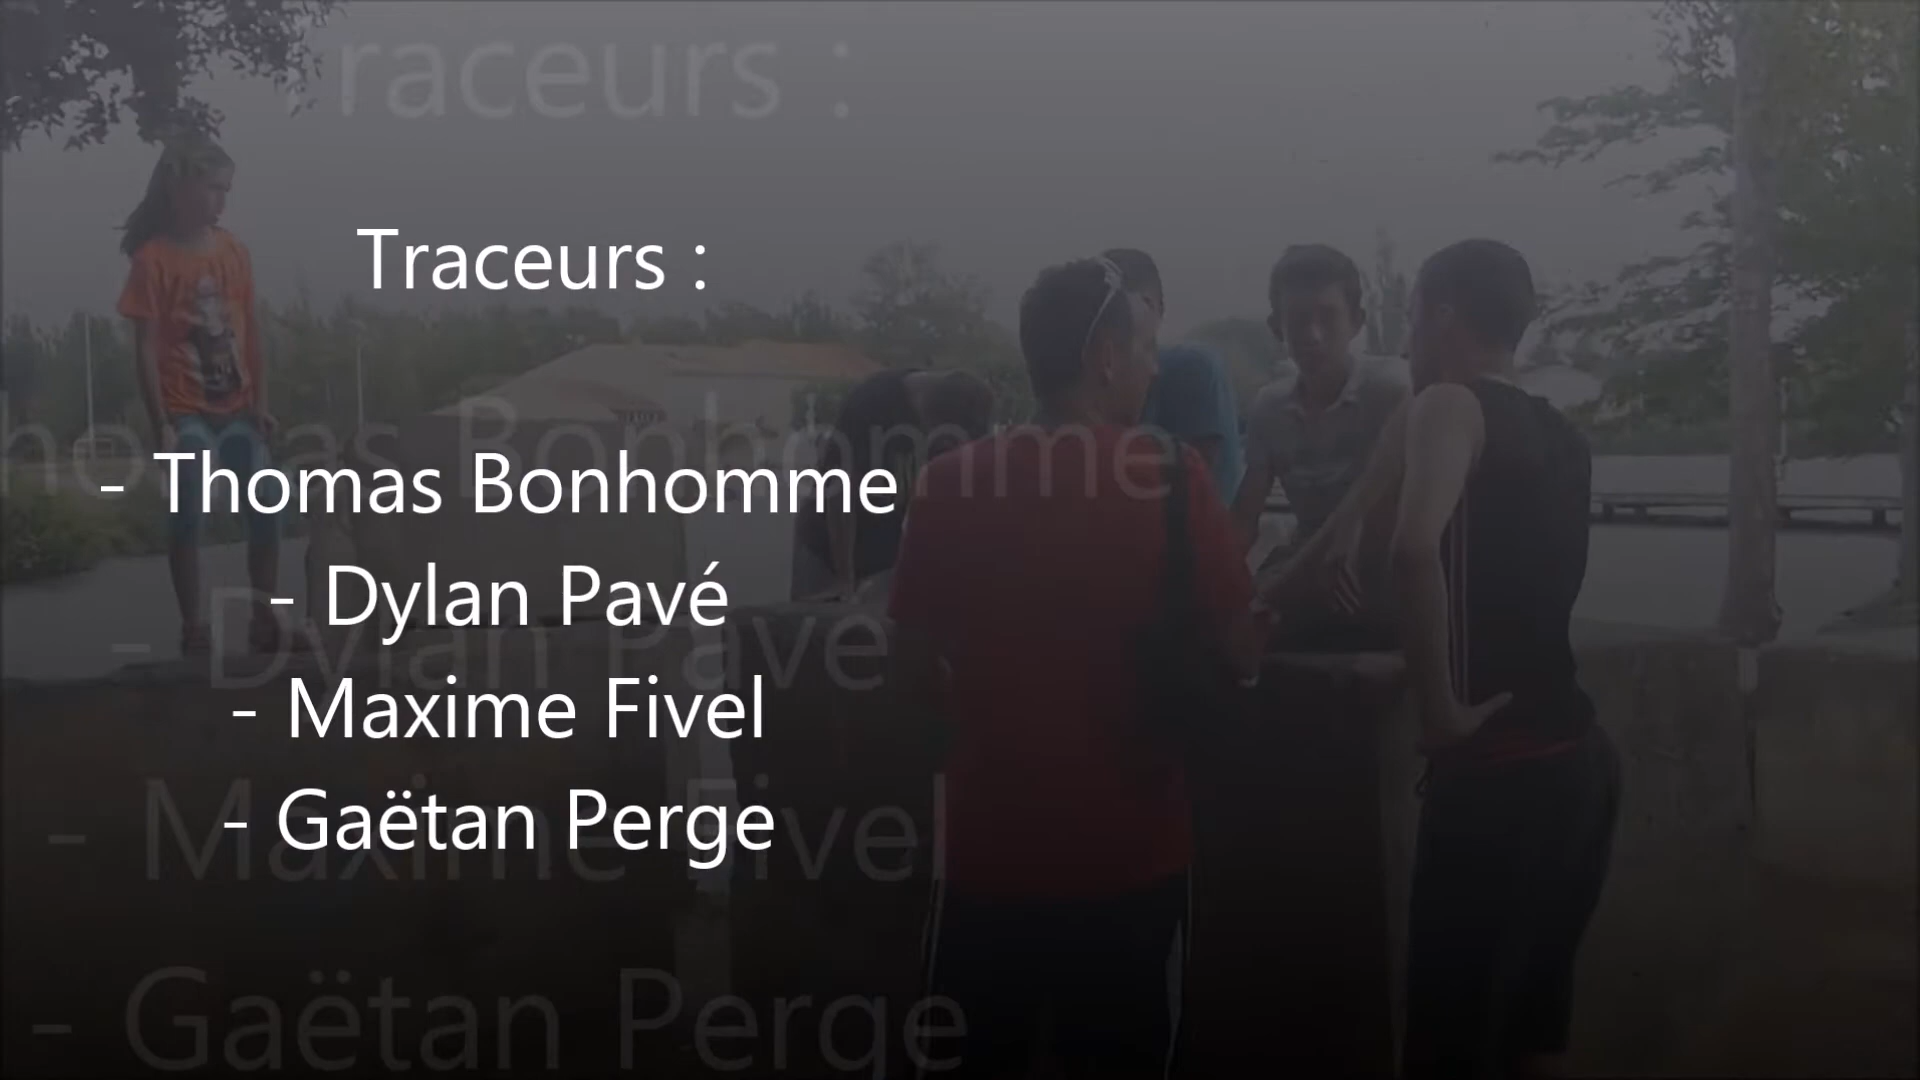 Traceurs :
- Thomas Bonhomme
- Dylan Pavé
- Maxime Fivel
- Gaëtan Perge